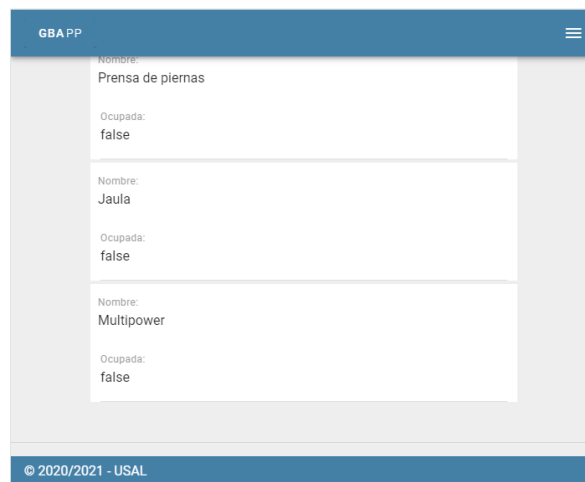 GBAPP
Nombre:
Prensa de piernas
Ocupada:
false
Nombre:
Jaula
Ocupada:
false
Nombre:
Multipower
Ocupada:
false
© 2020/2021 - USAL